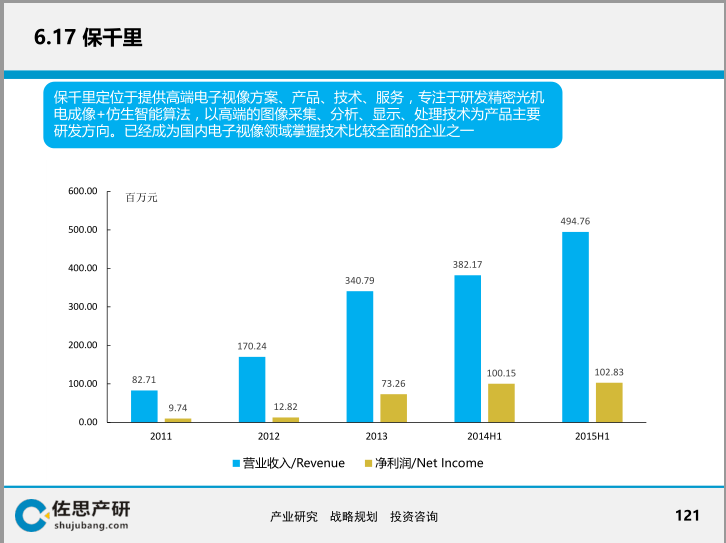 6.17 保千里
保千里定位于提供高端电子视像方案、产品、技术、服务，专注于研发精密光机
电成像+仿生智能算法，以高端的图像采集、分析、显示、处理技术为产品主要
研发方向。已经成为国内电子视像领域掌握技术比较全面的企业之一
百万元
600.00
500.00
400.00
300.00
200.00
100.00
0.00
82.71
9.74
170.24
12.82
340.79
73.26
382.17
100.15
494.76
102.83
2011
2012
2013
2014H1
2015H1
营业收入/Revenue
净利润/Net Income
佐思产研
shujubang.com
产业研究 战略规划 投资咨询
121